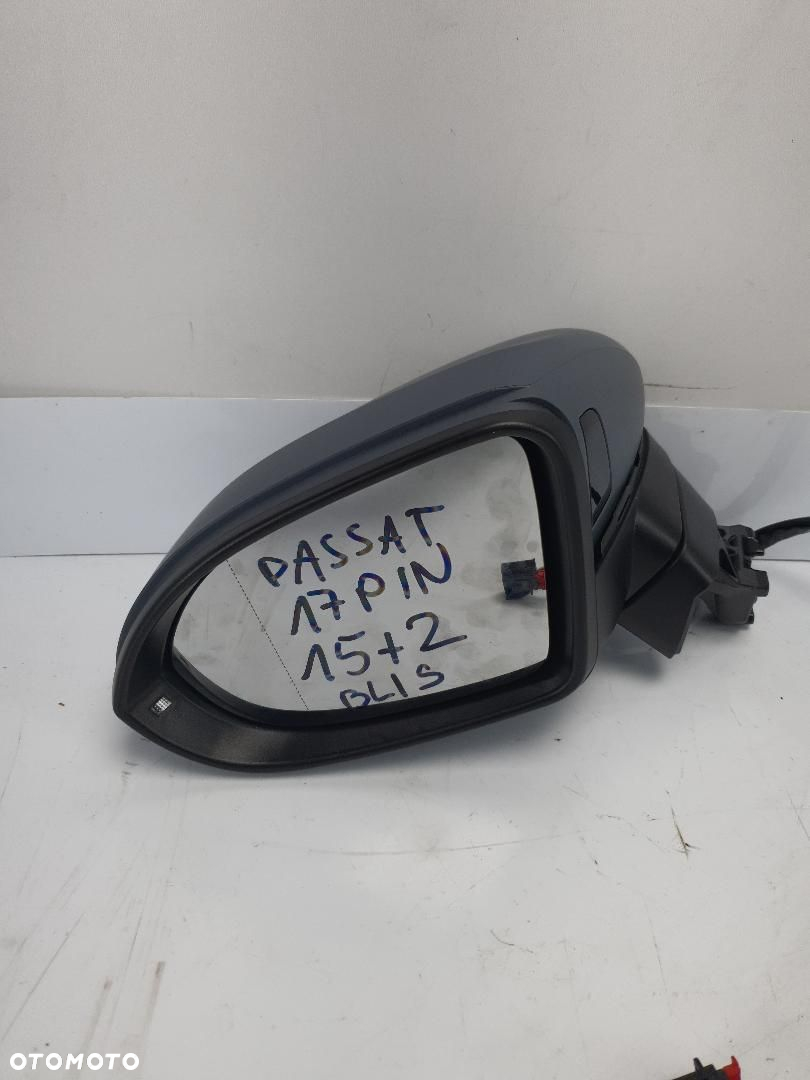 PASSAT
17PIN
15+2
BLIS
OTOMOTO